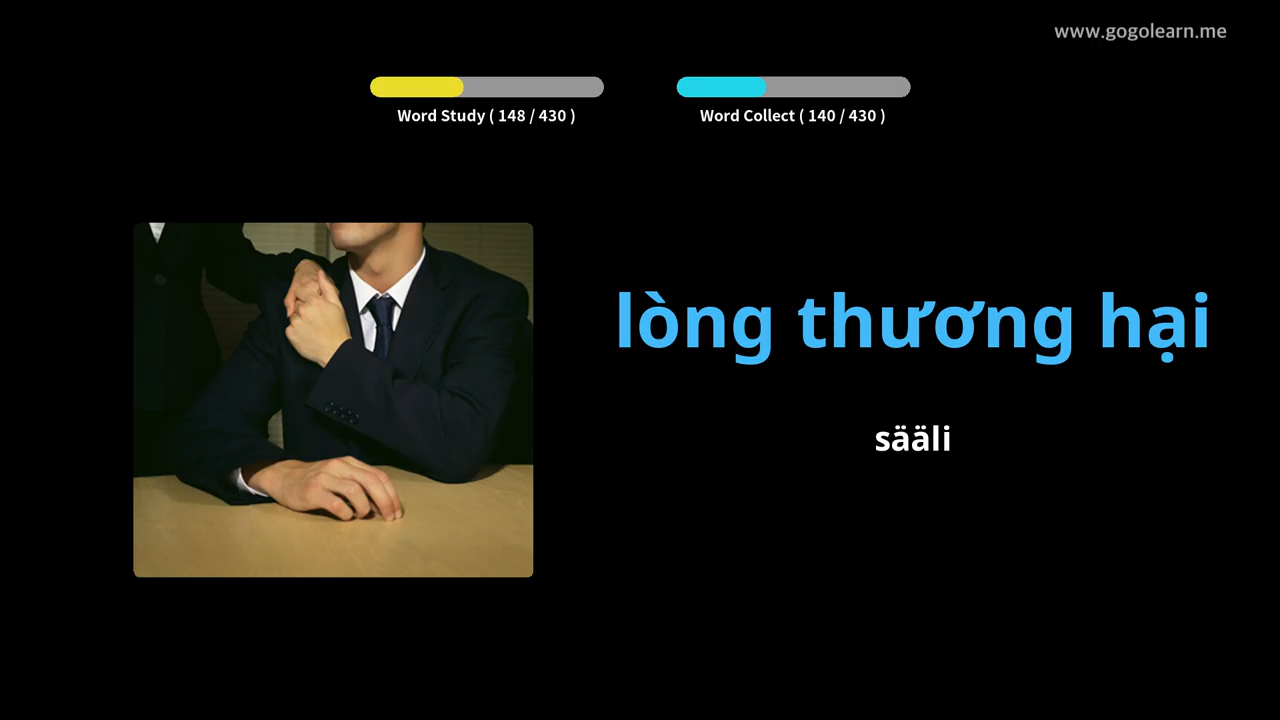 www.gogolearn.me
Word Study ( 148 / 430 )
Word Collect ( 140 / 430 )
lòng thương hại
sääli